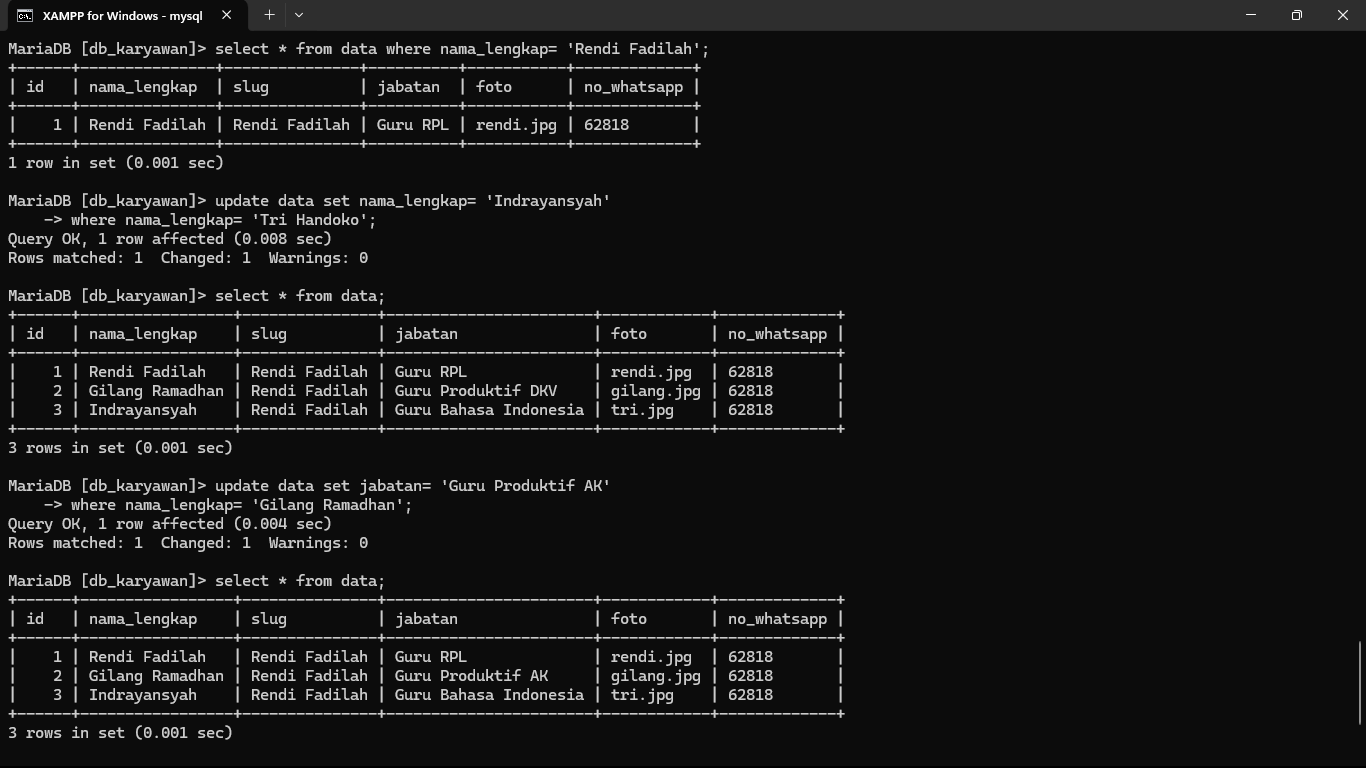 XAMPP for Windows - mysql
MariaDB [db_karyawan]> select * from data where nama_lengkap= 'Rendi Fadilah';
+------+---------------+---------------+----------+-----------+-------------+
| id   | nama_lengkap  | slug          | jabatan  | foto      | no_whatsapp |
+------+---------------+---------------+----------+-----------+-------------+
|    1 | Rendi Fadilah | Rendi Fadilah | Guru RPL | rendi.jpg | 62818       |
+------+---------------+---------------+----------+-----------+-------------+
1 row in set (0.001 sec)
MariaDB [db_karyawan]> update data set nama_lengkap= 'Indrayansyah'
    -> where nama_lengkap= 'Tri Handoko';
Query OK, 1 row affected (0.008 sec)
Rows matched: 1  Changed: 1  Warnings: 0
MariaDB [db_karyawan]> select * from data;
+------+-----------------+---------------+-----------------------+------------+-------------+
| id   | nama_lengkap    | slug          | jabatan               | foto       | no_whatsapp |
+------+-----------------+---------------+-----------------------+------------+-------------+
|    1 | Rendi Fadilah   | Rendi Fadilah | Guru RPL              | rendi.jpg  | 62818       |
|    2 | Gilang Ramadhan | Rendi Fadilah | Guru Produktif DKV    | gilang.jpg | 62818       |
|    3 | Indrayansyah    | Rendi Fadilah | Guru Bahasa Indonesia | tri.jpg    | 62818       |
+------+-----------------+---------------+-----------------------+------------+-------------+
3 rows in set (0.001 sec)
MariaDB [db_karyawan]> update data set jabatan= 'Guru Produktif AK'
    -> where nama_lengkap= 'Gilang Ramadhan';
Query OK, 1 row affected (0.004 sec)
Rows matched: 1  Changed: 1  Warnings: 0
MariaDB [db_karyawan]> select * from data;
+------+-----------------+---------------+-----------------------+------------+-------------+
| id   | nama_lengkap    | slug          | jabatan               | foto       | no_whatsapp |
+------+-----------------+---------------+-----------------------+------------+-------------+
|    1 | Rendi Fadilah   | Rendi Fadilah | Guru RPL              | rendi.jpg  | 62818       |
|    2 | Gilang Ramadhan | Rendi Fadilah | Guru Produktif AK     | gilang.jpg | 62818       |
|    3 | Indrayansyah    | Rendi Fadilah | Guru Bahasa Indonesia | tri.jpg    | 62818       |
+------+-----------------+---------------+-----------------------+------------+-------------+
3 rows in set (0.001 sec)